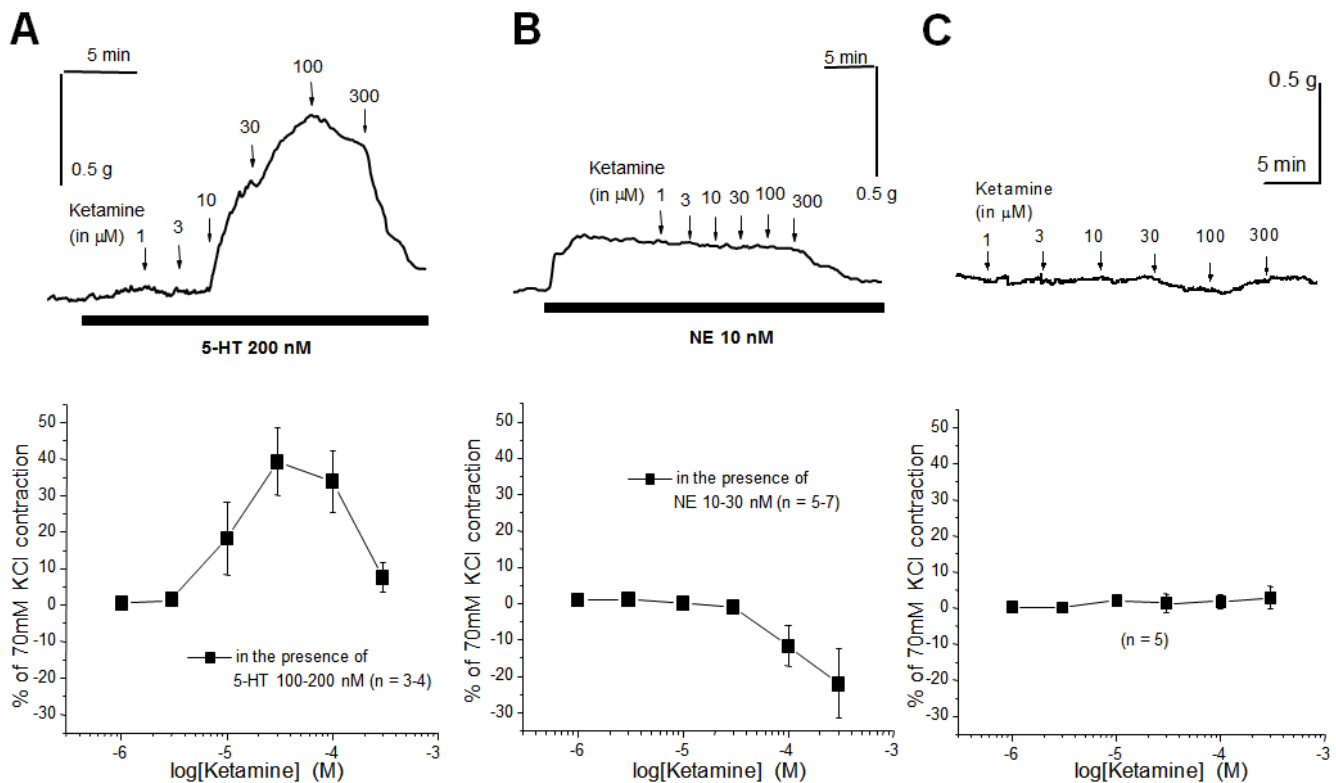 A
5 min
0.5 g
Ketamine
(in μM)
1
3
10
30
100
300
5-HT 200 nM
B
5 min
0.5 g
Ketamine
(in μM)
1
3
10
30
100
300
NE 10 nM
C
0.5 g
5 min
Ketamine
(in μM)
1
3
10
30
100
300
% of 70mM KCl contraction
50
40
30
20
10
0
-10
-20
-30
in the presence of
5-HT 100-200 nM (n = 3-4)
-6
-5
-4
-3
log[Ketamine] (M)
% of 70mM KCl contraction
50
40
30
20
10
0
-10
-20
-30
in the presence of
NE 10-30 nM (n = 5-7)
-6
-5
-4
-3
log[Ketamine] (M)
% of 70mM KCl contraction
50
40
30
20
10
0
-10
-20
-30
(n = 5)
-6
-5
-4
-3
log[Ketamine] (M)